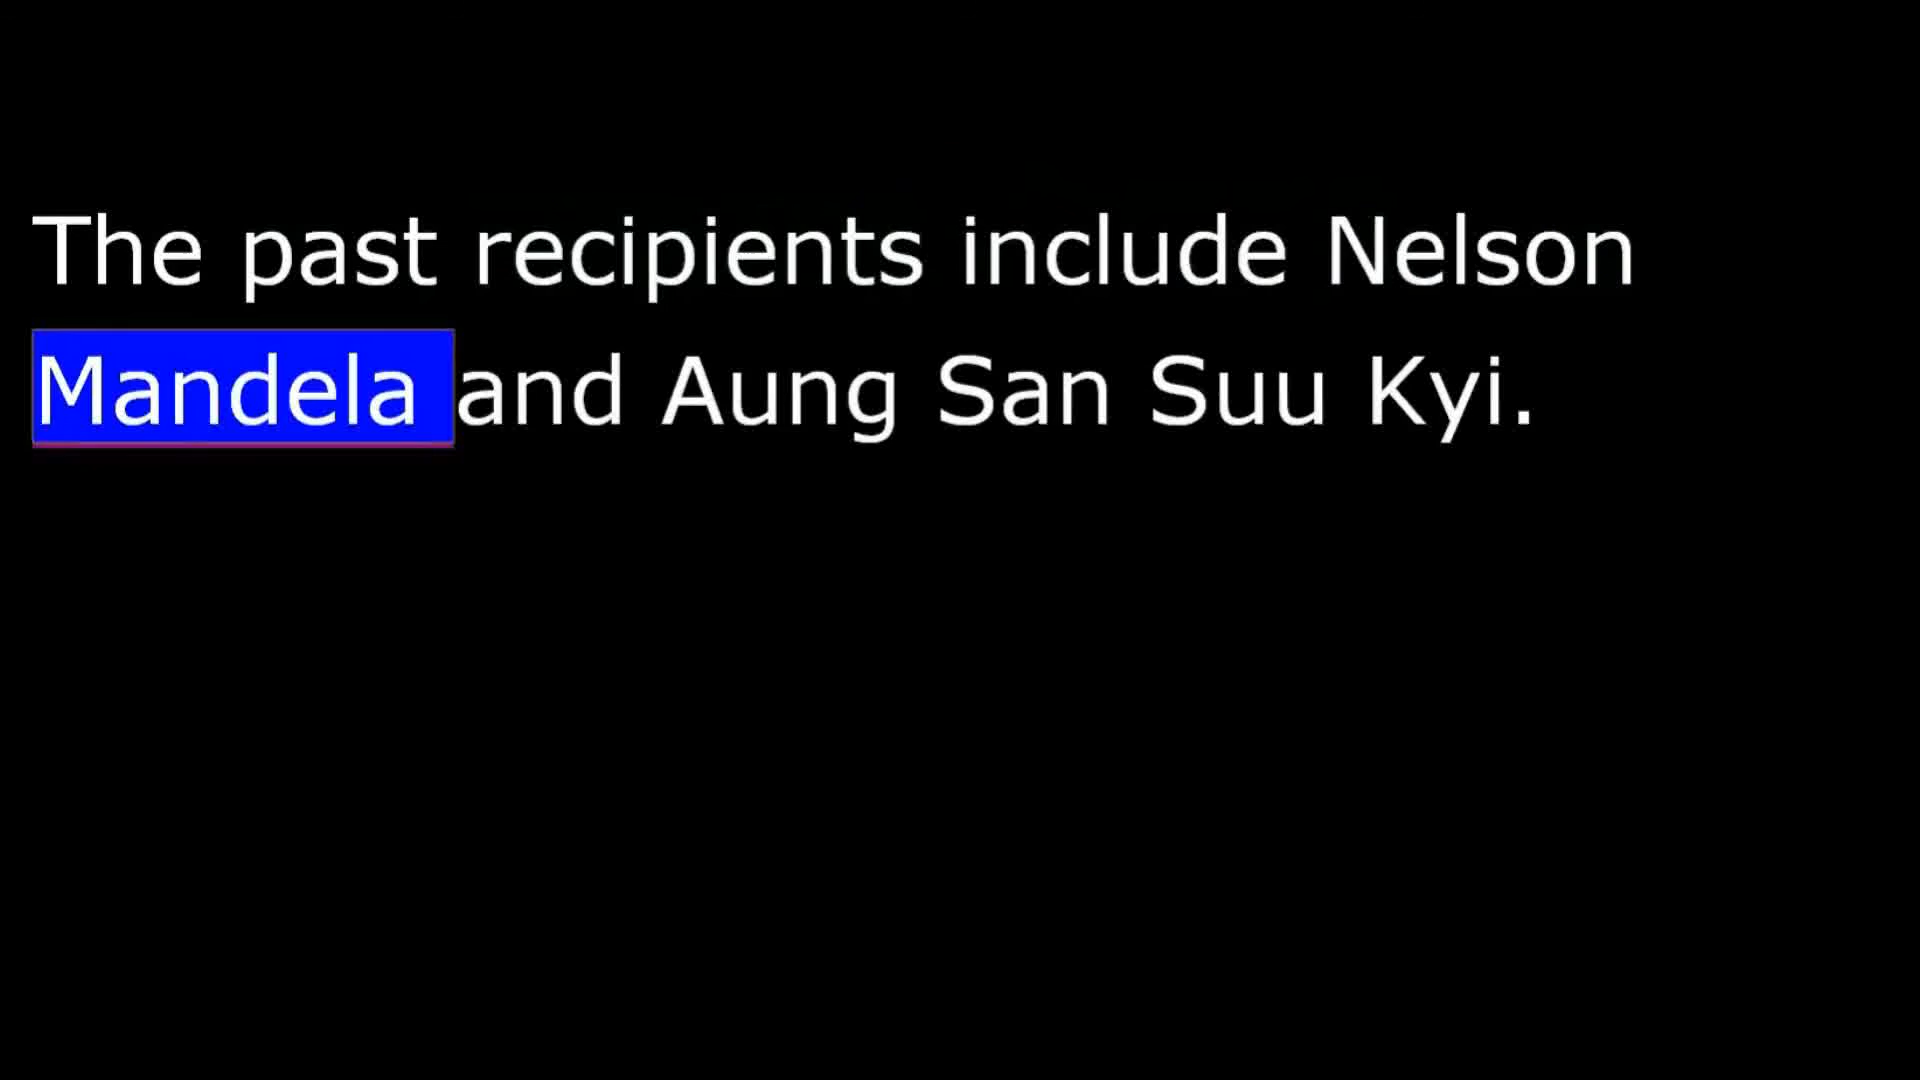 The past recipients include Nelson
Mandela and Aung San Suu Kyi.